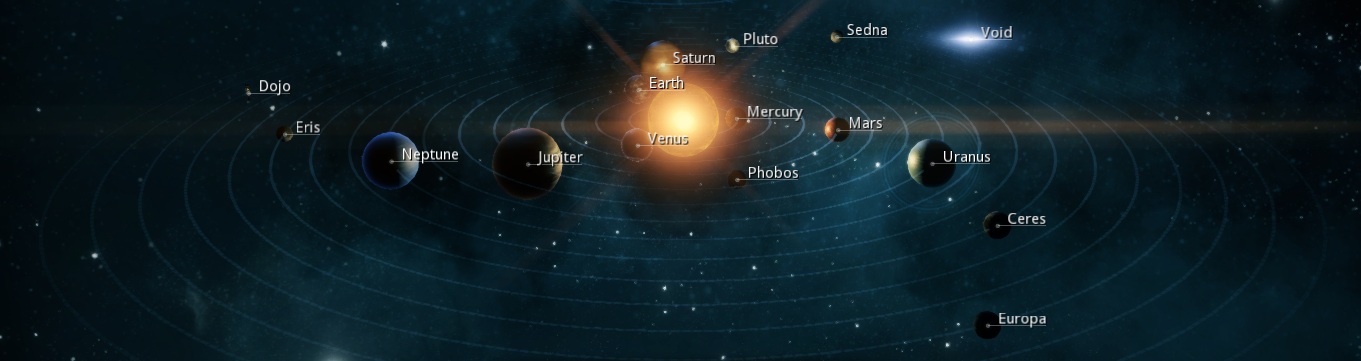 Sedna
Void
Pluto
Saturn
Earth
Dojo
Mercury
Mars
Eris
Venus
Neptune
Jupiter
Uranus
Phobos
Ceres
Europa